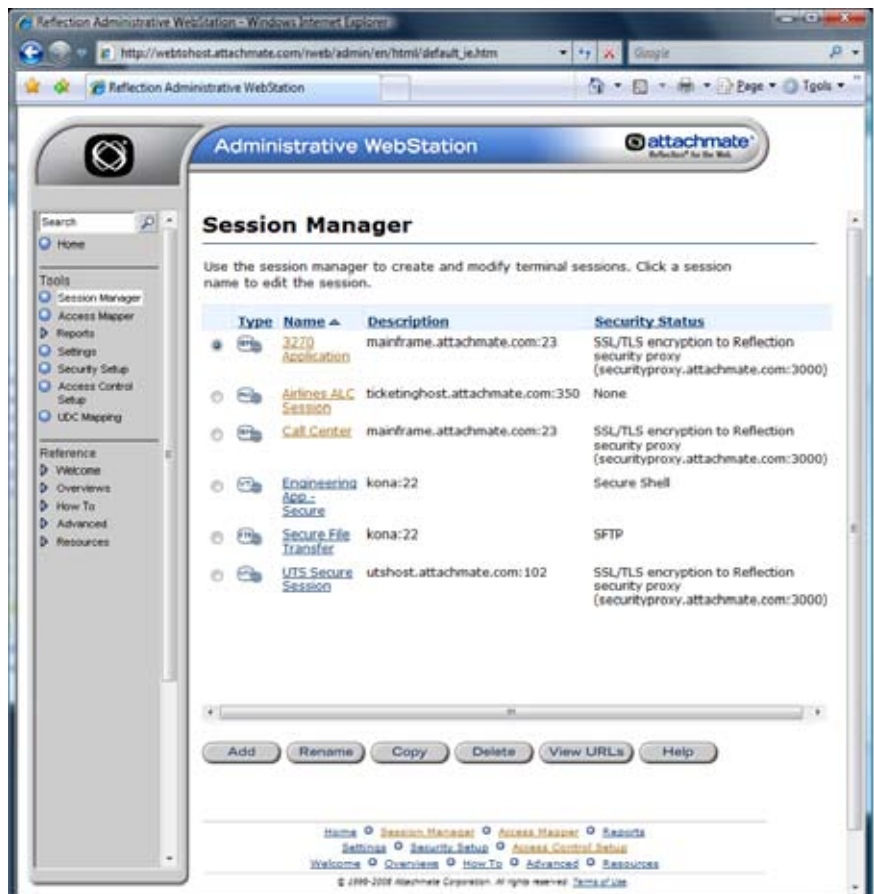 Reflection Administrative WebStation - Windows Internet Explorer
http://webtohost.attachmate.com/rweb/admin/en/html/default_ie.htm
Google
Reflection Administrative WebStation
Page
Tools
Administrative WebStation
attachmate
Reflection® for the Web
Search
Home
Tools
Session Manager
Access Mapper
Reports
Settings
Security Setup
Access Control
Setup
UDC Mapping
Reference
Welcome
Overviews
How To
Advanced
Resources
Session Manager
Use the session manager to create and modify terminal sessions. Click a session
name to edit the session.
Type Name Description Security Status
3270 mainframe.attachmate.com:23 SSL/TLS encryption to Reflection
Application security proxy
(securityproxy.attachmate.com:3000)
Airlines ALC ticketinghost.attachmate.com:350 None
Session
Call Center mainframe.attachmate.com:23 SSL/TLS encryption to Reflection
security proxy
(securityproxy.attachmate.com:3000)
Engineering kona:22 Secure Shell
App -
Secure
Secure File kona:22 SFTP
Transfer
UTS Secure utshost.attachmate.com:102 SSL/TLS encryption to Reflection
Session security proxy
(securityproxy.attachmate.com:3000)
Add Rename Copy Delete View URLs Help
Home Session Manager Access Mapper Reports
Settings Security Setup Access Control Setup
Welcome Overviews How To Advanced Resources
© 1998-2008 Attachmate Corporation. All rights reserved. Terms of Use